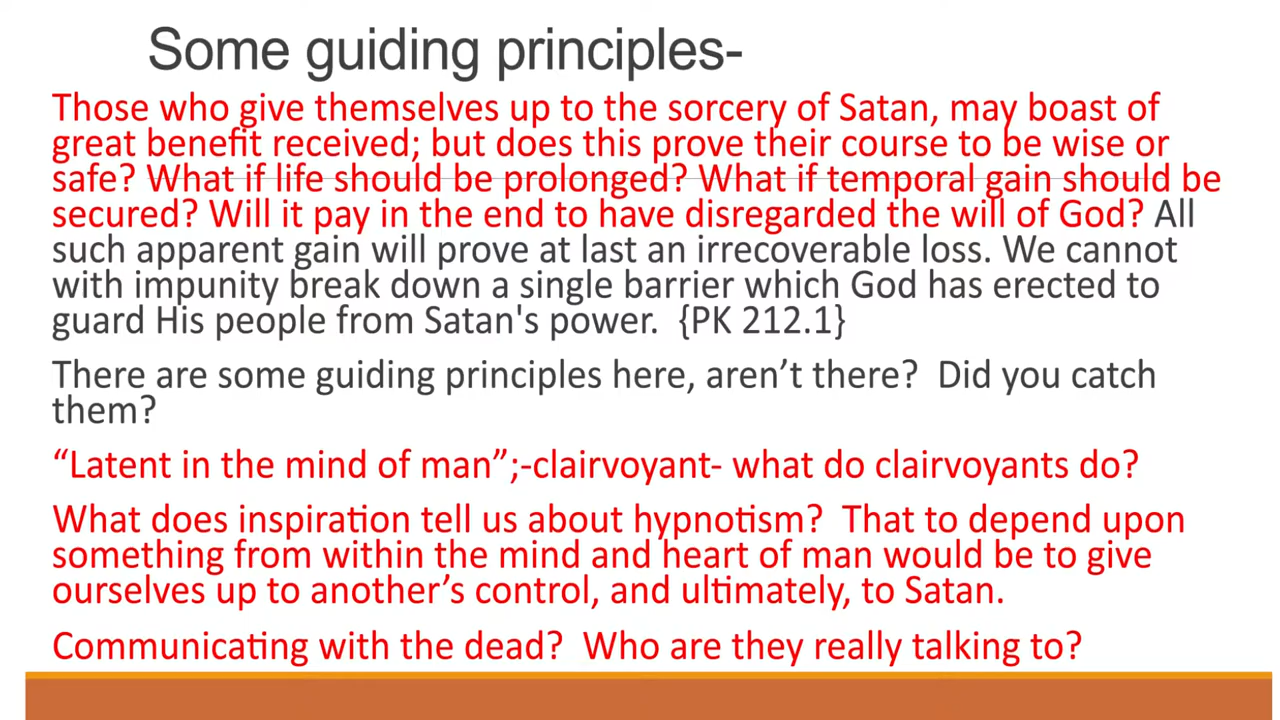 Some guiding principles-
Those who give themselves up to the sorcery of Satan, may boast of
great benefit received; but does this prove their course to be wise or
safe? What if life should be prolonged? What if temporal gain should be
secured? Will it pay in the end to have disregarded the will of God? All
such apparent gain will prove at last an irrecoverable loss. We cannot
with impunity break down a single barrier which God has erected to
guard His people from Satan's power.  {PK 212.1}
There are some guiding principles here, aren’t there?  Did you catch
them?
“Latent in the mind of man”;-clairvoyant- what do clairvoyants do?
What does inspiration tell us about hypnotism?  That to depend upon
something from within the mind and heart of man would be to give
ourselves up to another’s control, and ultimately, to Satan.
Communicating with the dead?  Who are they really talking to?